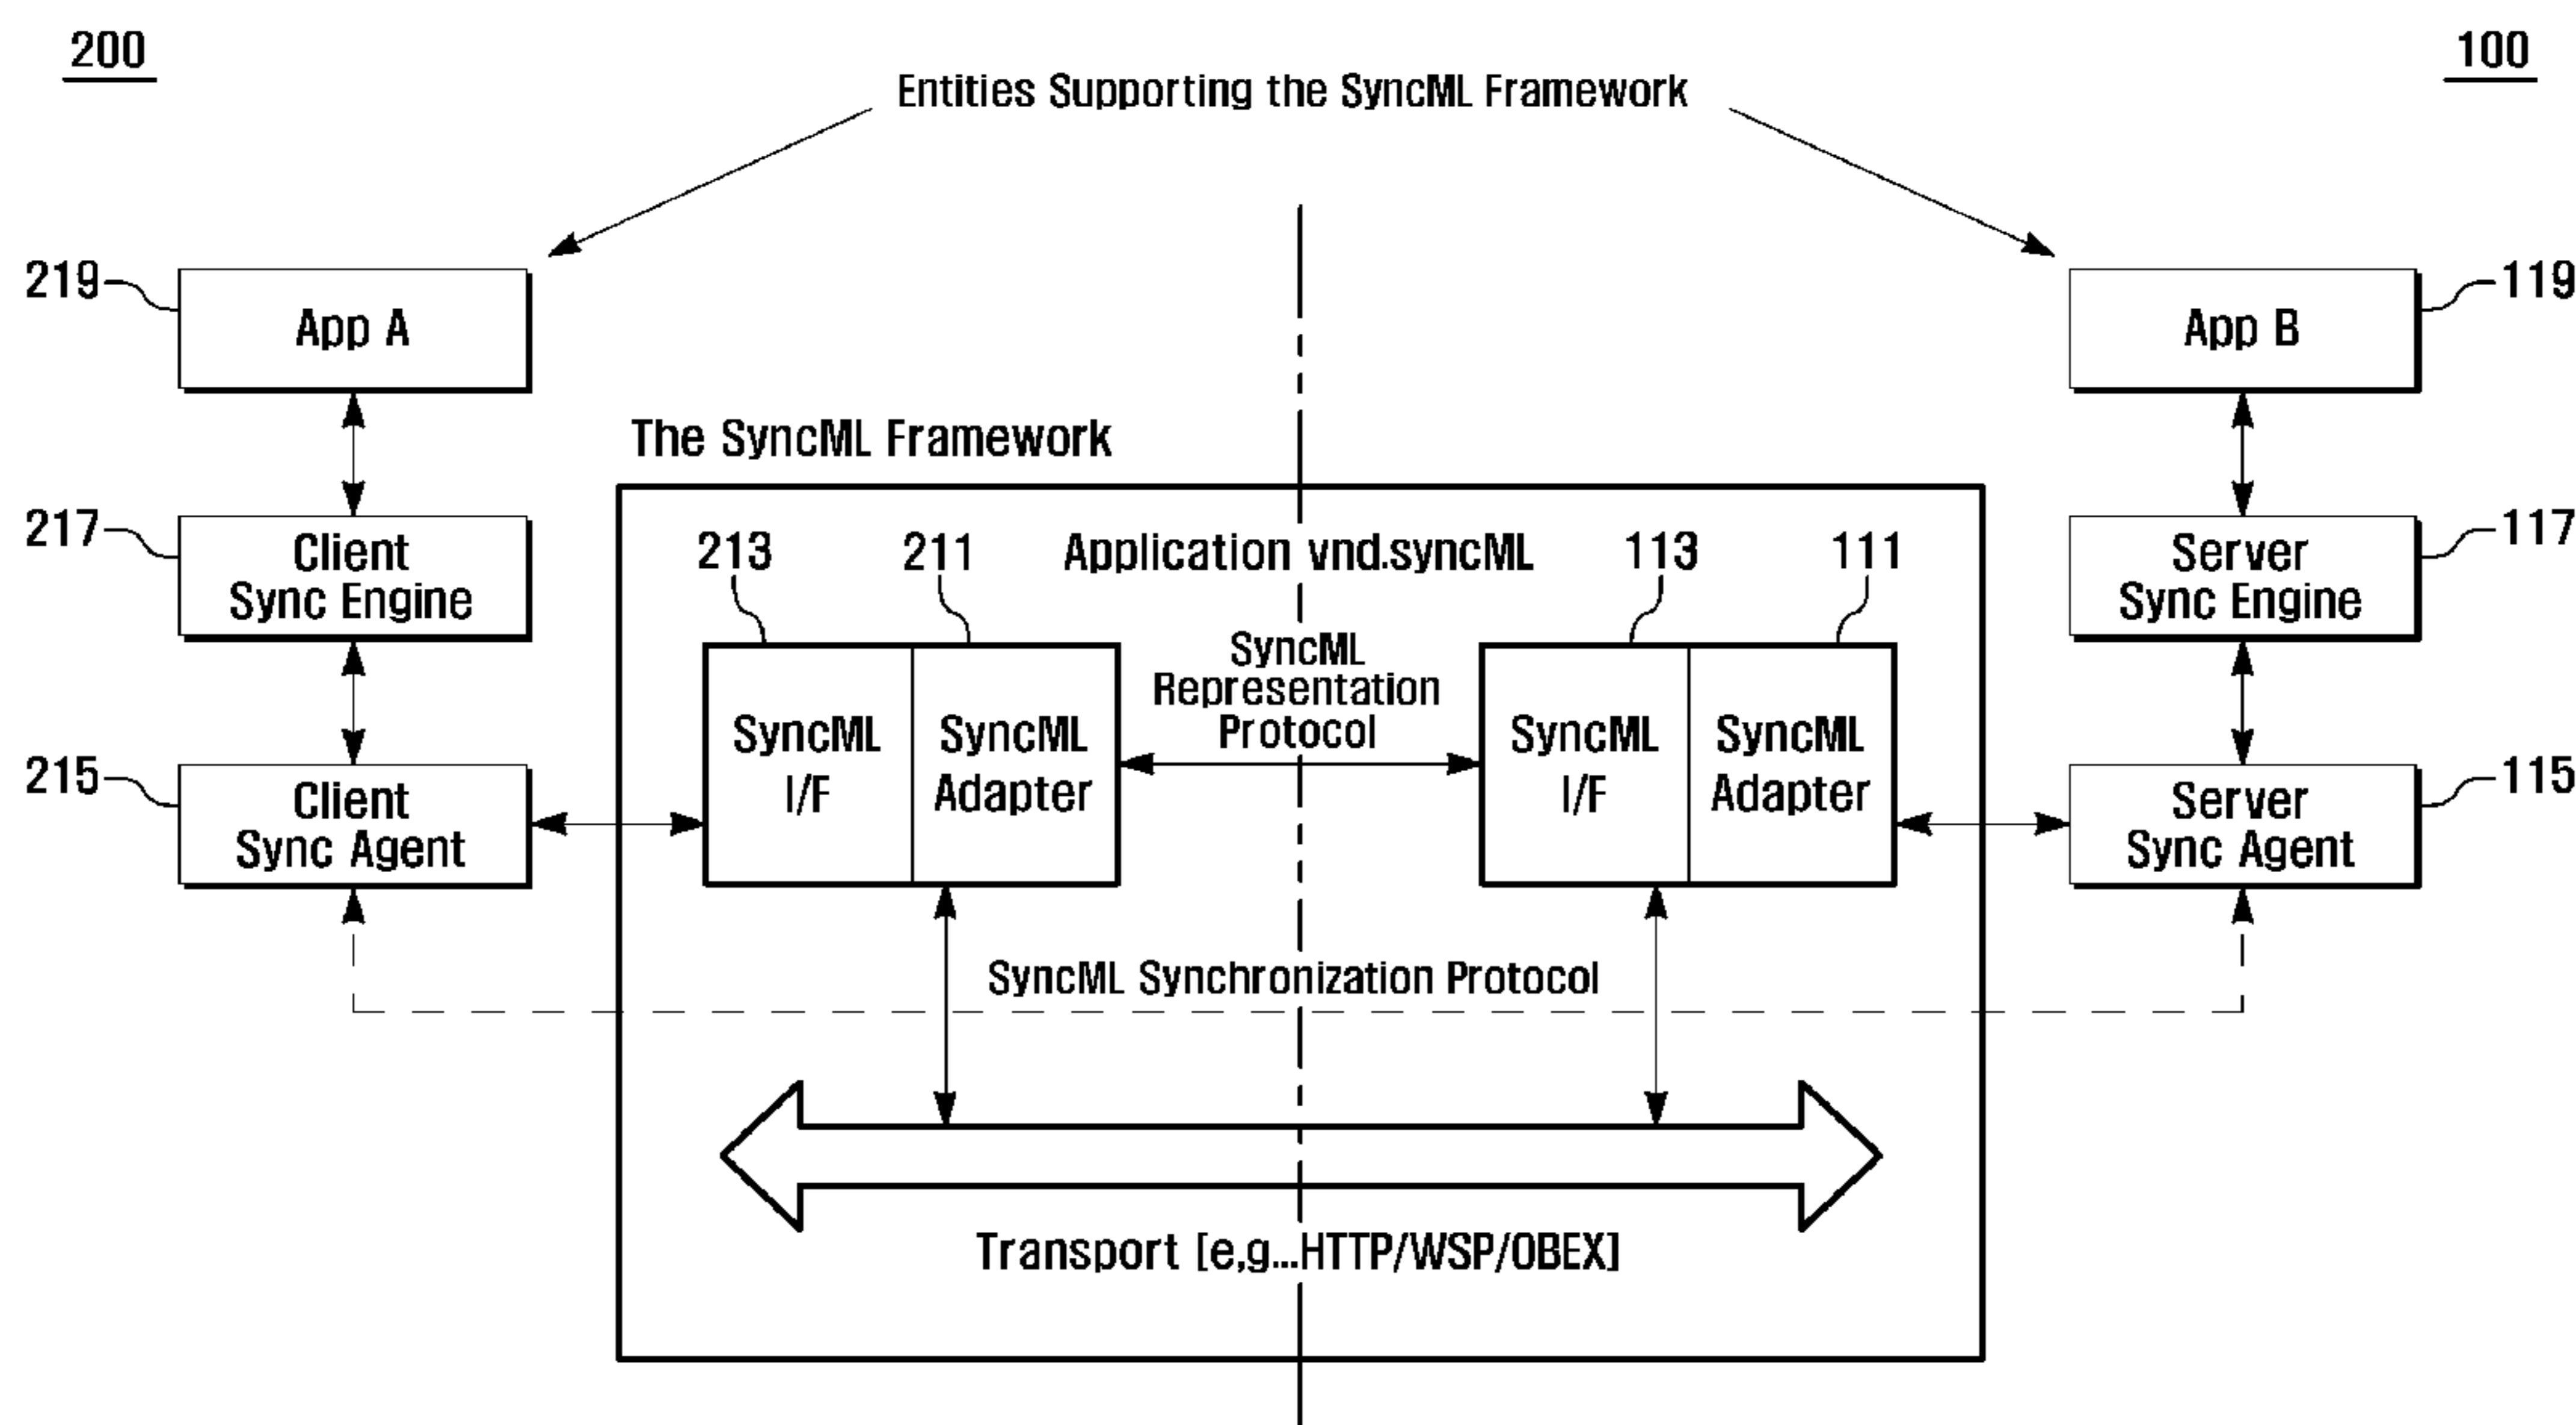 200
100
Entities Supporting the SyncML Framework
219
App A
119
App B
The SyncML Framework
217
Client
Sync Engine
213
211
Application vnd.syncML
113
111
117
Server
Sync Engine
SyncML
Representation
Protocol
SyncML
I/F
SyncML
Adapter
SyncML
I/F
SyncML
Adapter
215
Client
Sync Agent
115
Server
Sync Agent
SyncML Synchronization Protocol
Transport [e,g...HTTP/WSP/OBEX]